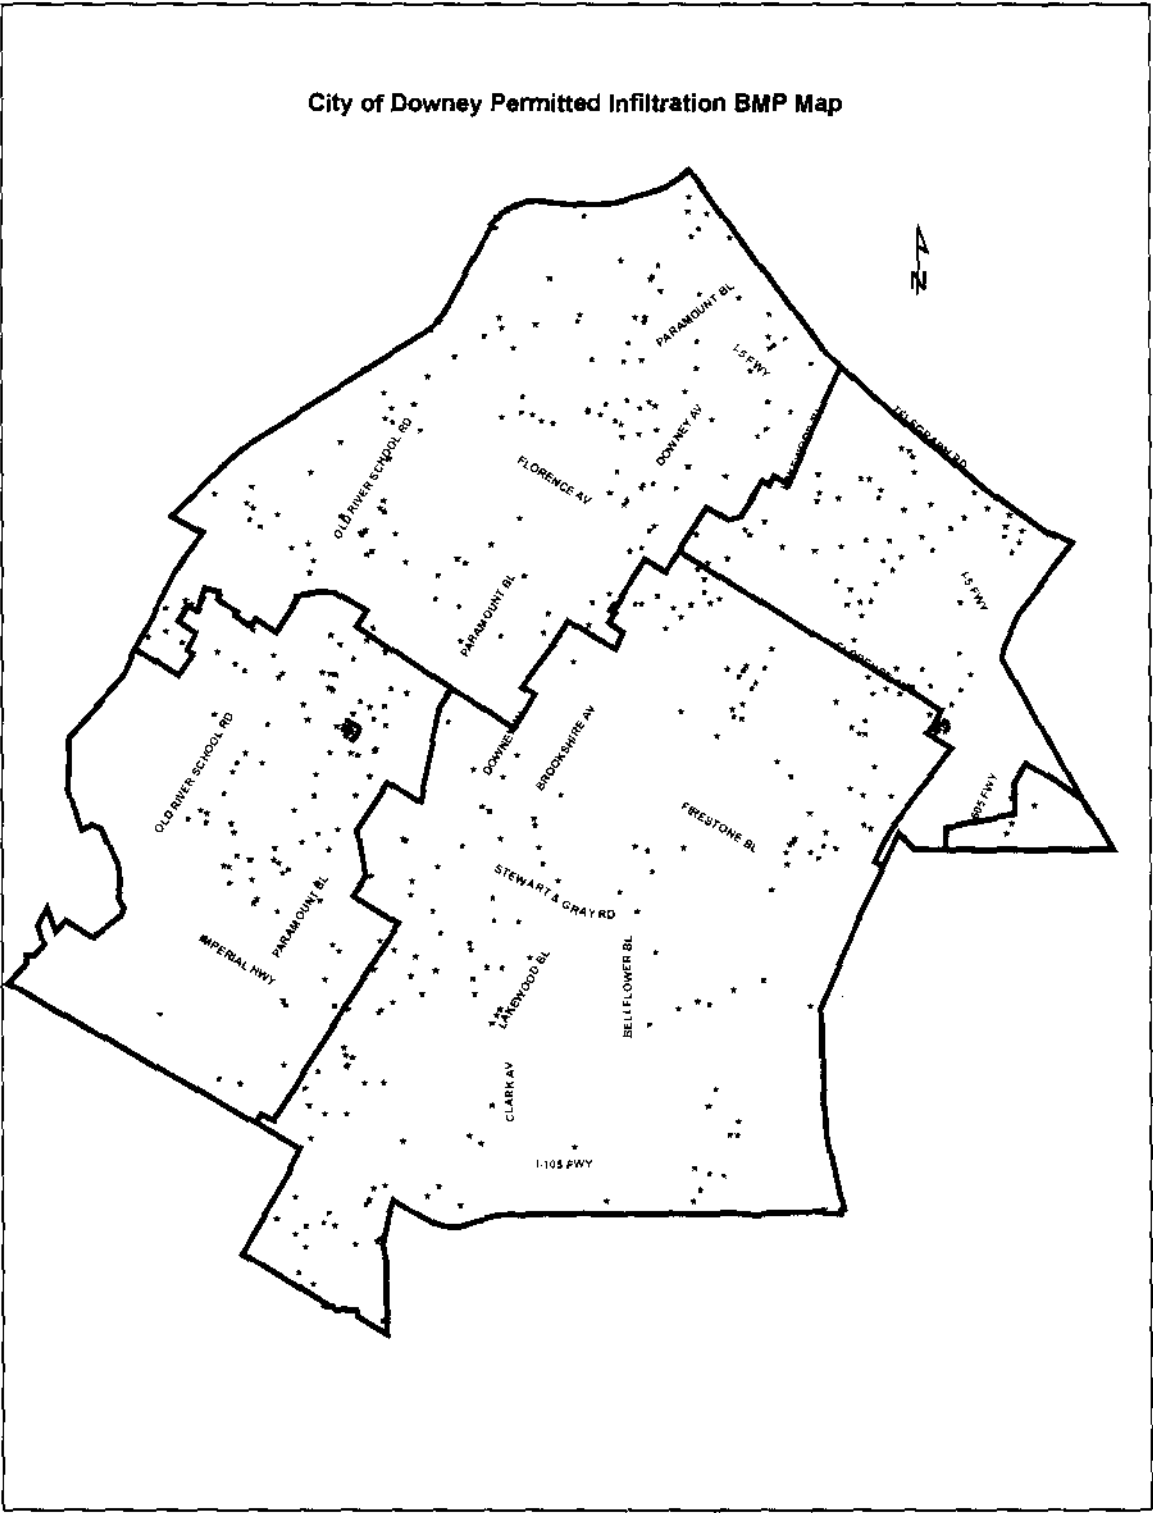 City of Downey Permitted Infiltration BMP Map
N
PARAMOUNT BL
I-5 FWY
TELEGRAPH RD
DOWNEY AV
OLD RIVER SCHOOL RD
FLORENCE AV
I-5 FWY
PARAMOUNT BL
OLD RIVER SCHOOL RD
DOWNEY
BROOKSHIRE AV
605 FWY
FIRESTONE BL
STEWART & GRAY RD
PARAMOUNT BL
IMPERIAL HWY
LAKEWOOD BL
BELLFLOWER BL
CLARK AV
I-105 FWY